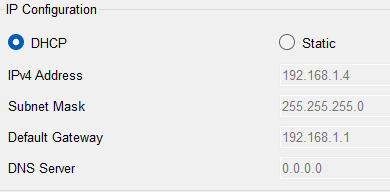 IP Configuration
DHCP Static
IPv4 Address 192.168.1.4
Subnet Mask 255.255.255.0
Default Gateway 192.168.1.1
DNS Server 0.0.0.0